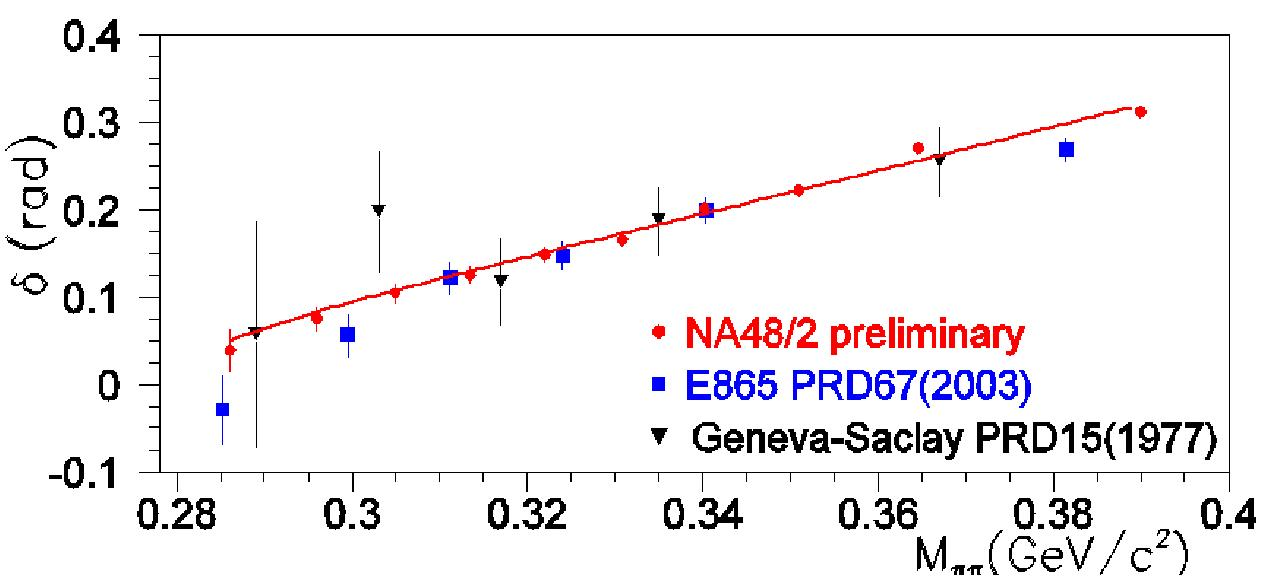 0.4
0.3
0.2
0.1
0
-0.1
δ (rad)
NA48/2 preliminary
E865 PRD67(2003)
Geneva-Saclay PRD15(1977)
0.28 0.3 0.32 0.34 0.36 0.38 0.4
Mππ(GeV/c²)